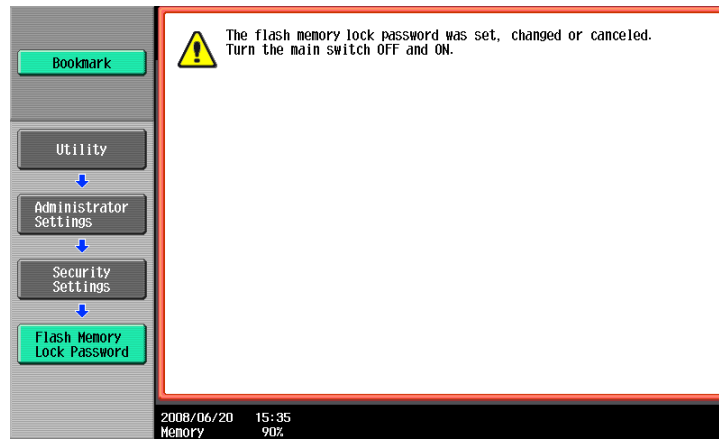 Bookmark
The flash memory lock password was set, changed or canceled.
Turn the main switch OFF and ON.
Utility
Administrator
Settings
Security
Settings
Flash Memory
Lock Password
2008/06/20 15:35
Memory 90%